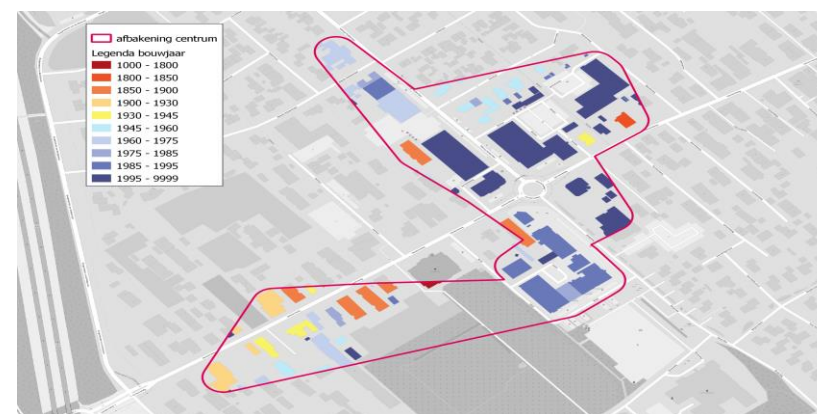 afbakening centrum
Legenda bouwjaar
1000 - 1800
1800 - 1850
1850 - 1900
1900 - 1930
1930 - 1945
1945 - 1960
1960 - 1975
1975 - 1985
1985 - 1995
1995 - 9999